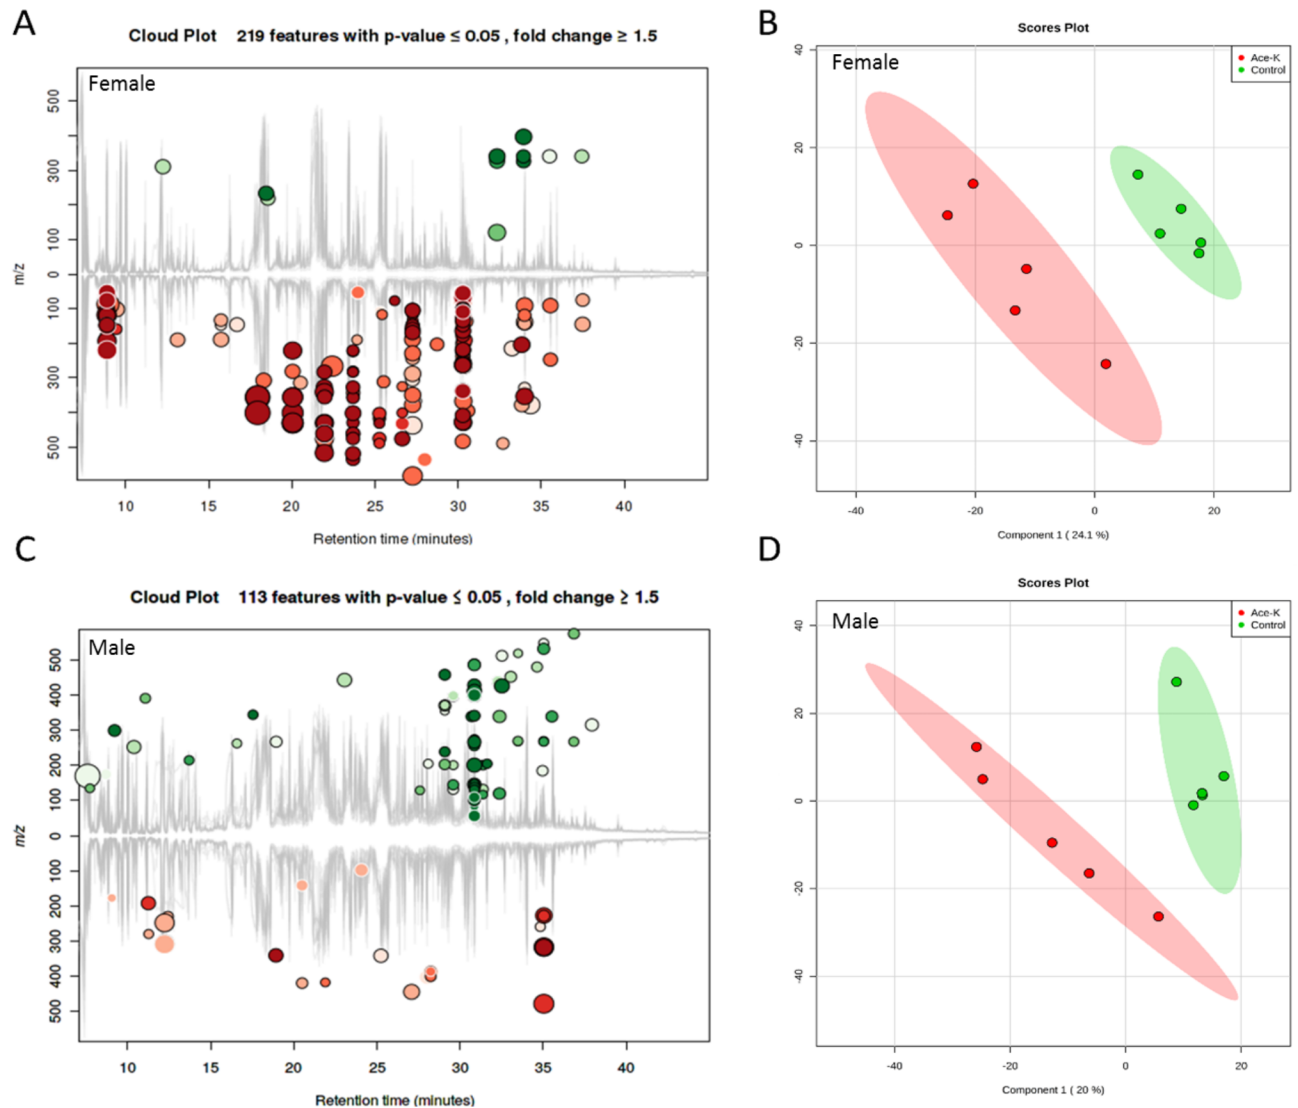 A
Cloud Plot 219 features with p-value ≤ 0.05 , fold change ≥ 1.5
Female
m/z
500
300
100
0
100
300
500
10 15 20 25 30 35 40
Retention time (minutes)
B
Scores Plot
Female
Ace-K
Control
40
20
0
-20
-40
-40 -20 0 20
Component 1 ( 24.1 %)
C
Cloud Plot 113 features with p-value ≤ 0.05 , fold change ≥ 1.5
Male
m/z
500
400
300
200
100
0
100
200
300
400
500
10 15 20 25 30 35 40
Retention time (minutes)
D
Scores Plot
Male
Ace-K
Control
40
20
0
-20
-40
-40 -20 0 20
Component 1 ( 20 %)